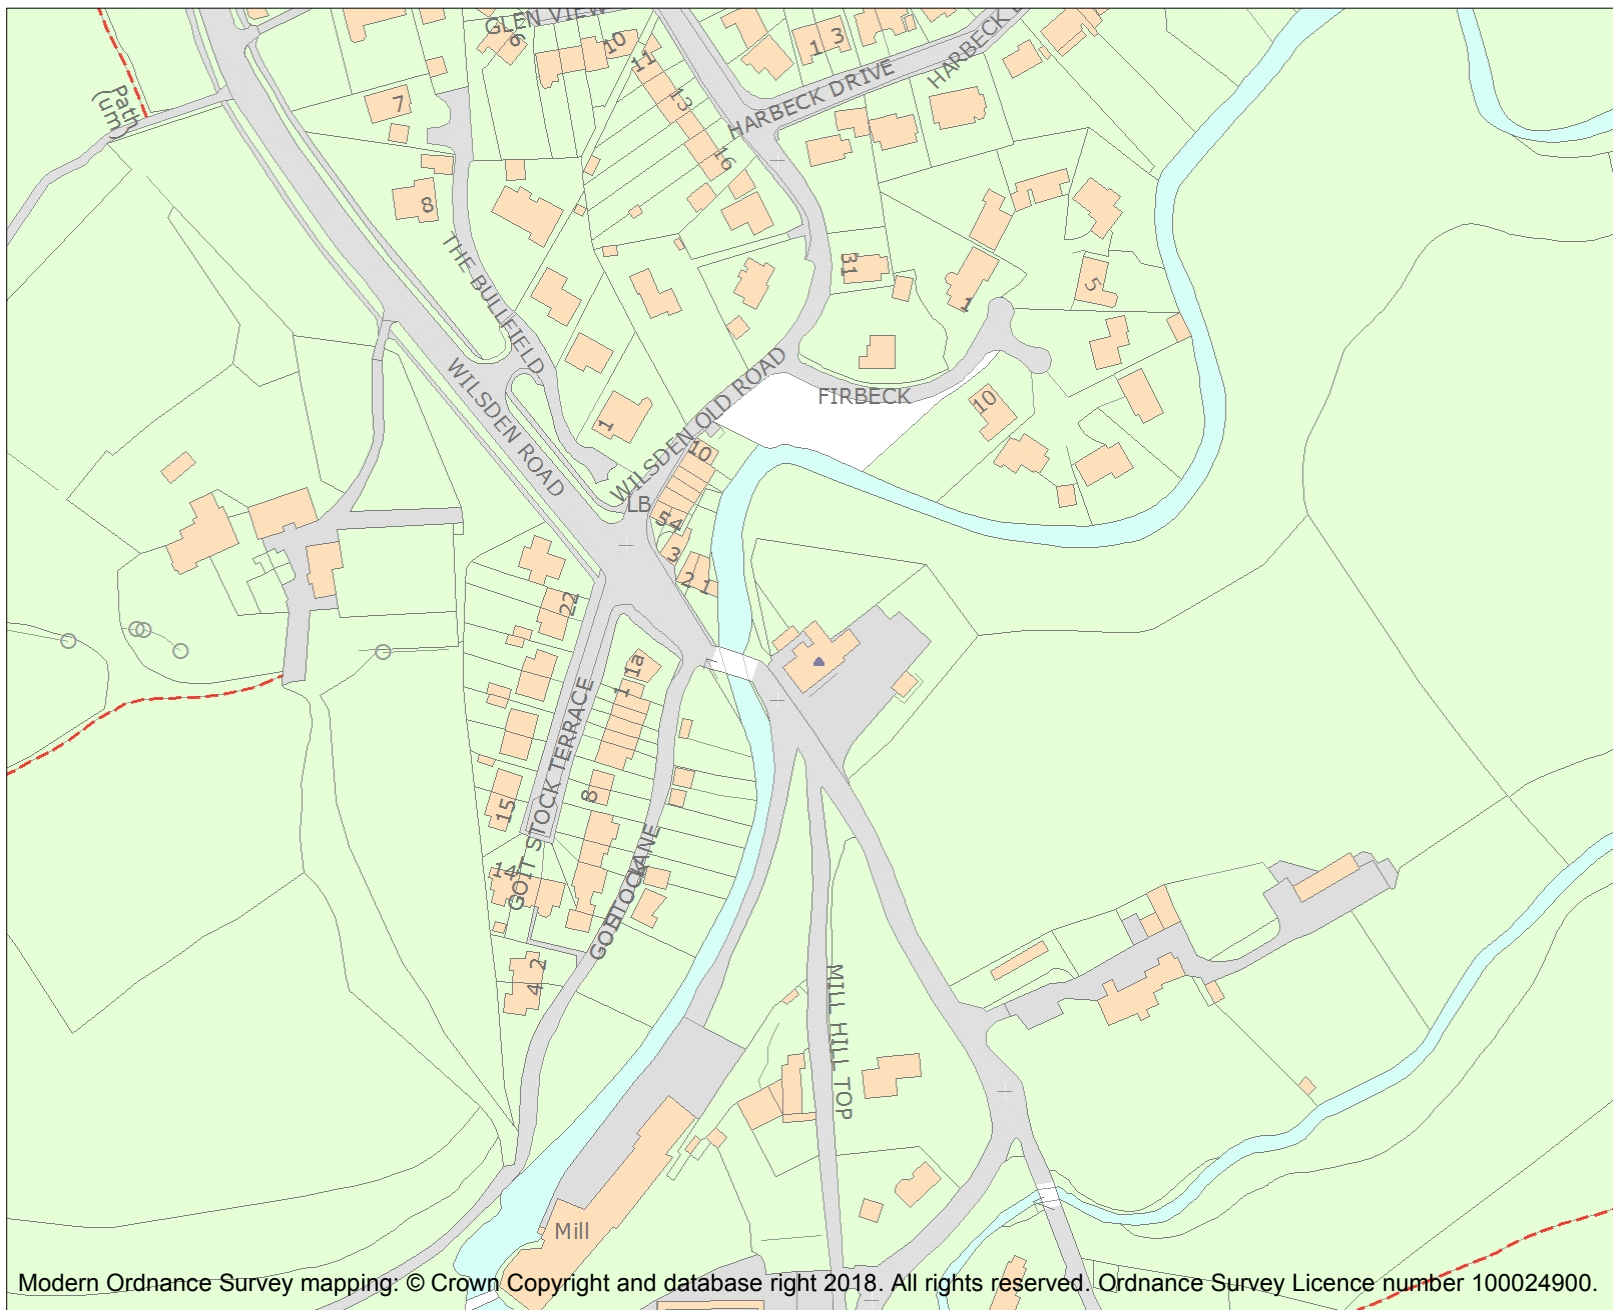 GLEN VIEW
6
10
11
13
16
1 3
HARBECK DRIVE
HARBECK
Path
(um)
7
8
THE BULLFIELD
31
1
5
WILSDEN ROAD
WILSDEN OLD ROAD
FIRBECK
10
1
10
LB
5 4
3
2 1
22
1 1a
GOIT STOCK TERRACE
15
8
14
GOITSTOCK LANE
4 2
MILL HILL TOP
Mill
Modern Ordnance Survey mapping: © Crown Copyright and database right 2018. All rights reserved. Ordnance Survey Licence number 100024900.